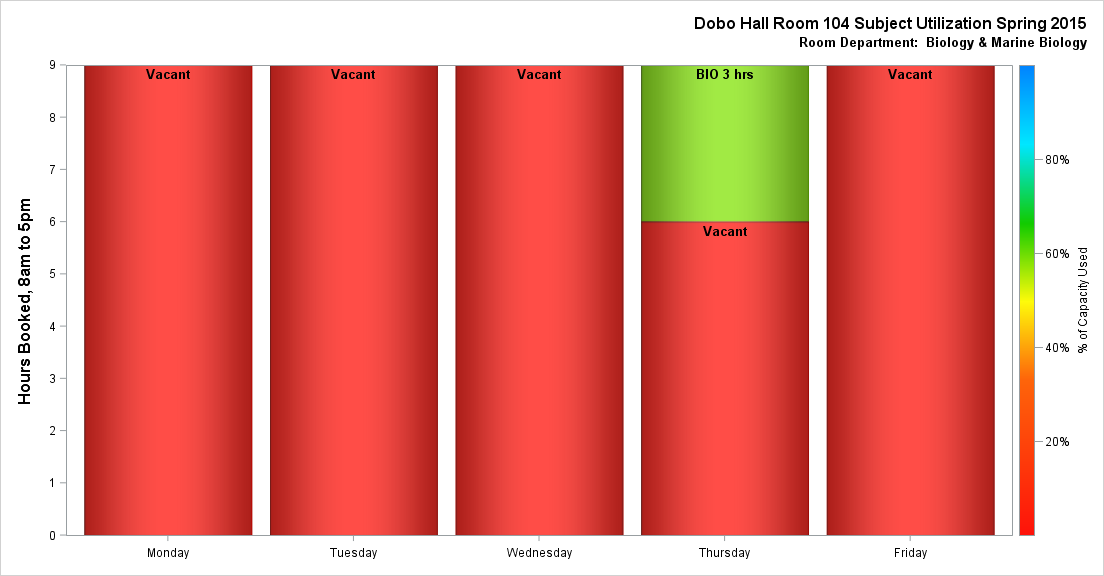 Dobo Hall Room 104 Subject Utilization Spring 2015
Room Department:  Biology & Marine Biology
Hours Booked, 8am to 5pm
9
8
7
6
5
4
3
2
1
0
Vacant
Vacant
Vacant
BIO 3 hrs
Vacant
Vacant
Monday
Tuesday
Wednesday
Thursday
Friday
80%
60%
40%
20%
% of Capacity Used